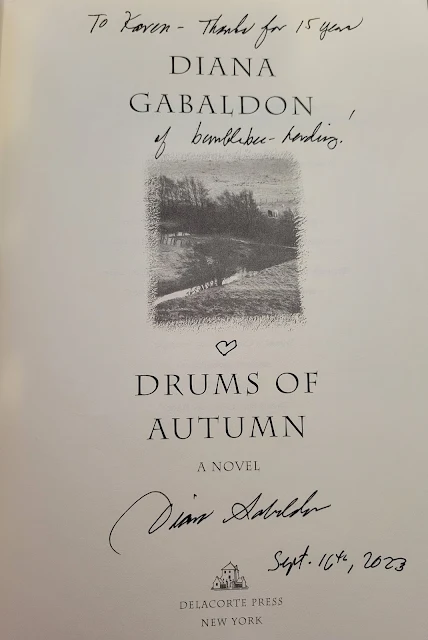 To Karen - Thanks for 15 years
DIANA
GABALDON
of bumblebee-herding!
DRUMS OF
AUTUMN
A NOVEL
Diana Gabaldon
Sept. 16th, 2023
DELACORTE PRESS
NEW YORK